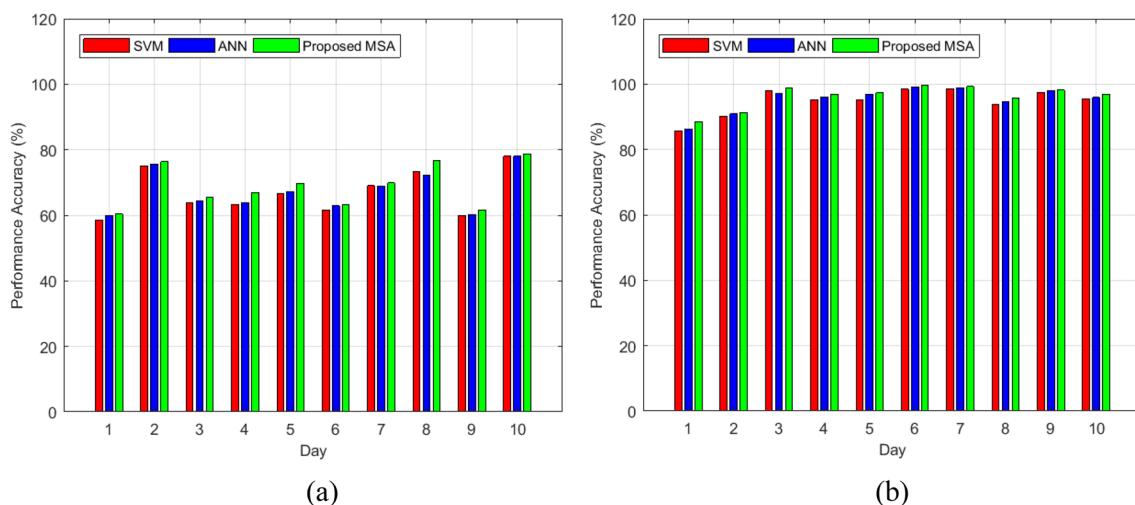 120
100
80
60
40
20
0
Performance Accuracy (%)
SVM ANN Proposed MSA
1 2 3 4 5 6 7 8 9 10
Day
(a)
120
100
80
60
40
20
0
Performance Accuracy (%)
SVM ANN Proposed MSA
1 2 3 4 5 6 7 8 9 10
Day
(b)